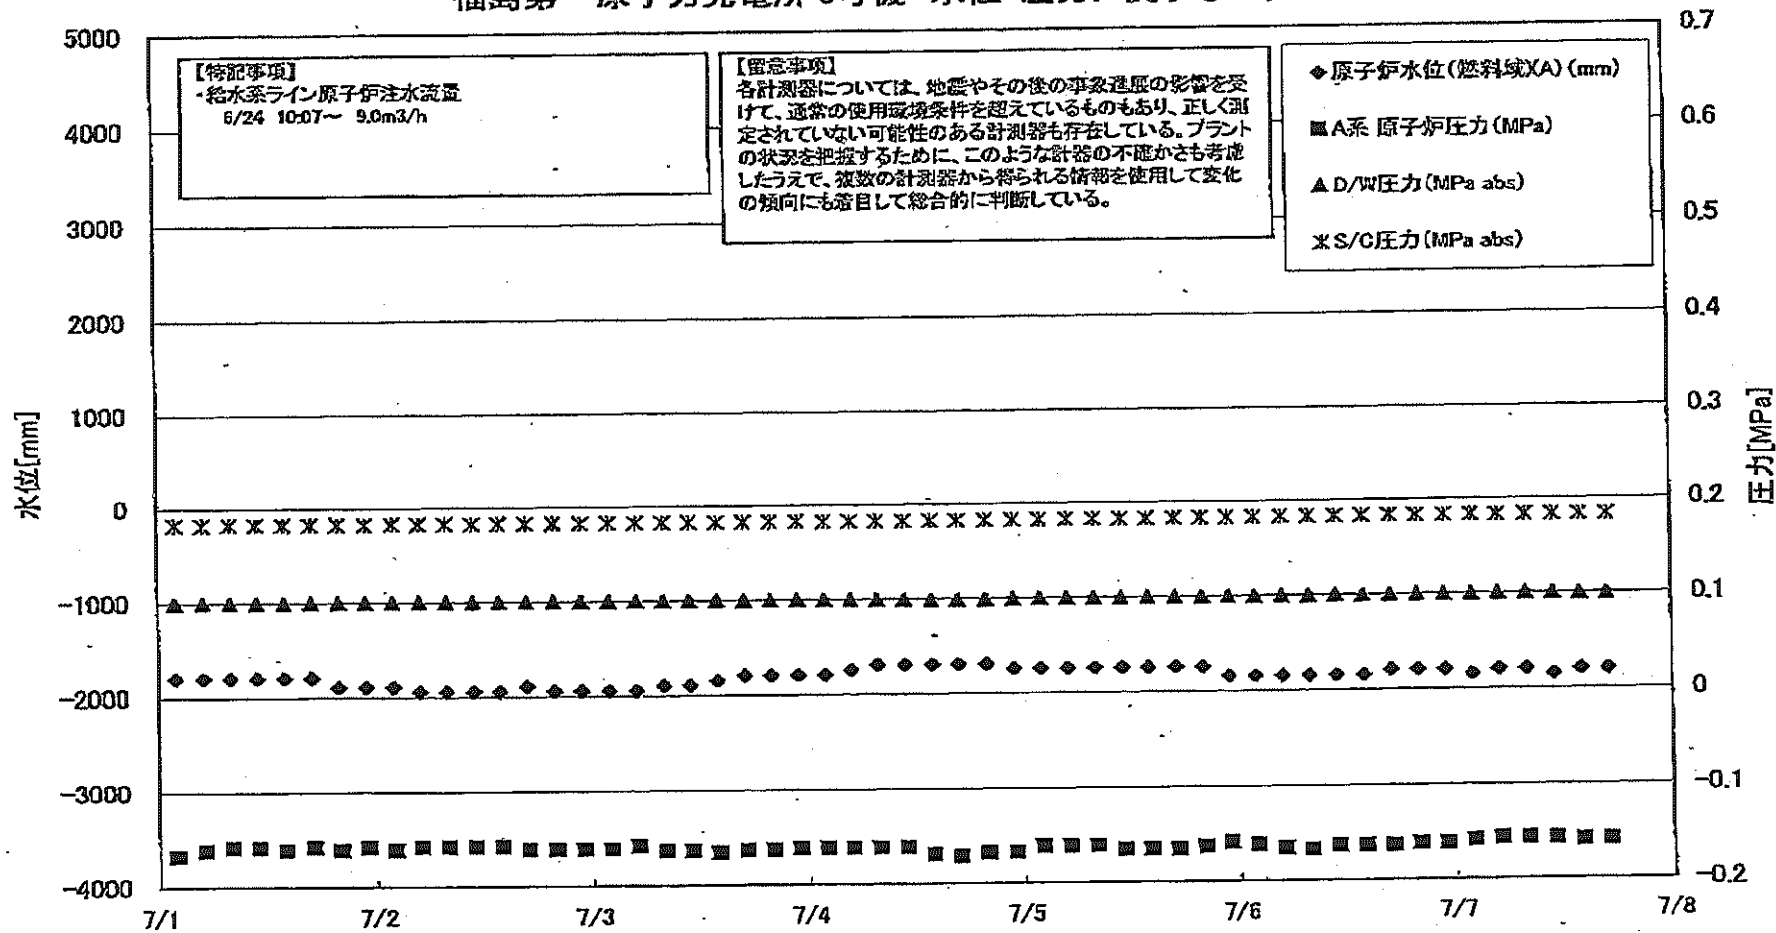 5000
4000
3000
2000
1000
0
-1000
-2000
-3000
-4000
水位[mm]
【特記事項】
・給水系ライン原子炉注水流量
6/24 10:07～ 9.0m3/h
【留意事項】
各計測器については、地震やその後の事象進展の影響を受
けて、通常の使用環境条件を超えているものもあり、正しく測
定されていない可能性のある計測器も存在している。プラント
の状況を把握するために、このような計器の不確かさも考慮
したうえで、複数の計測器から得られる情報を使用して変化
の傾向にも着目して総合的に判断している。
原子炉水位(燃料域)(A)(mm)
A系 原子炉圧力(MPa)
D/W圧力(MPa abs)
S/C圧力(MPa abs)
0.7
0.6
0.5
0.4
0.3
0.2
0.1
0
-0.1
-0.2
圧力[MPa]
7/1 7/2 7/3 7/4 7/5 7/6 7/7 7/8